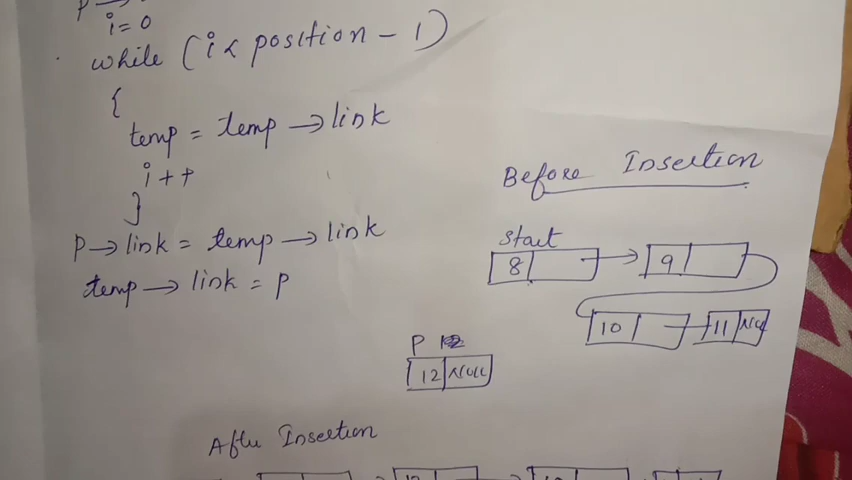 i = 0
while (i < position - 1)
{
temp = temp → link
i++
}
P → link = temp → link
temp → link = p
Before Insertion
start
8
9
10
11 NULL
P
12 NULL
After Insertion